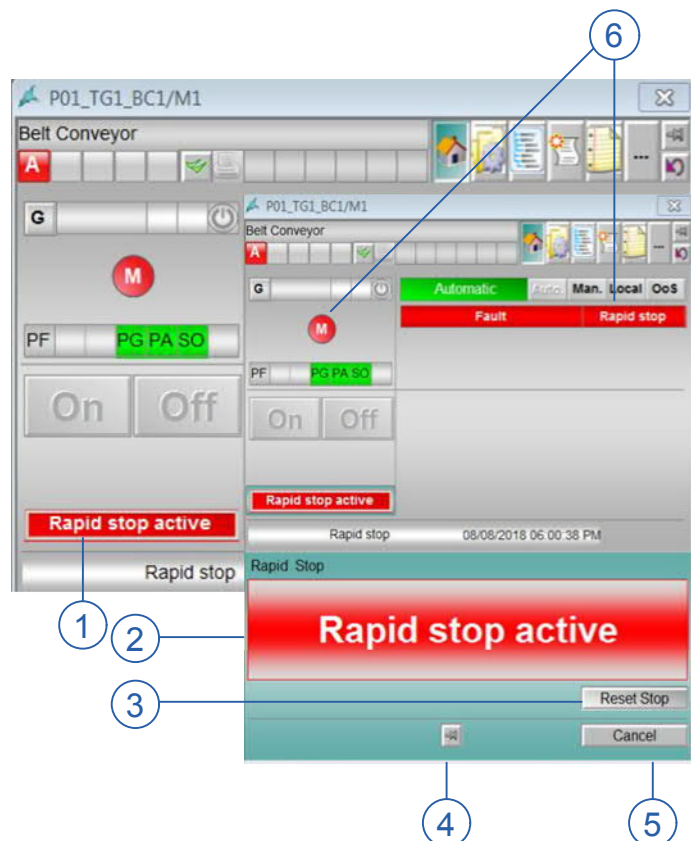 6
P01_TG1_BC1/M1
Belt Conveyor
A
...
G
M
PF PG PA SO
On Off
Rapid stop active
Rapid stop
P01_TG1_BC1/M1
Belt Conveyor
A
...
G
Automatic Auto. Man. Local OoS
Fault Rapid stop
M
PF PG PA SO
On Off
Rapid stop active
Rapid stop 08/08/2018 06:00:38 PM
Rapid Stop
Rapid stop active
Reset Stop
Cancel
1
2
3
4
5